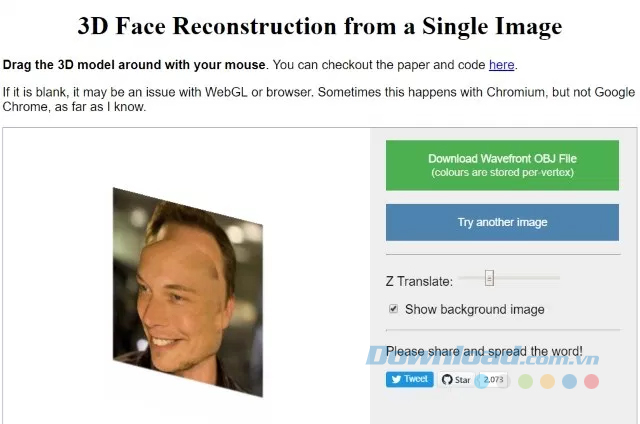 3D Face Reconstruction from a Single Image
Drag the 3D model around with your mouse. You can checkout the paper and code here.
If it is blank, it may be an issue with WebGL or browser. Sometimes this happens with Chromium, but not Google
Chrome, as far as I know.
Download Wavefront OBJ File
(colours are stored per-vertex)
Try another image
Z Translate:
Show background image
Please share and spread the word!
Download.com.vn
Tweet
Star
2,073